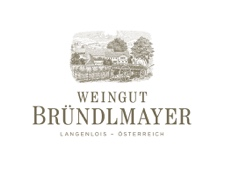 WEINGUT
BRÜNDLMAYER
LANGENLOIS – ÖSTERREICH